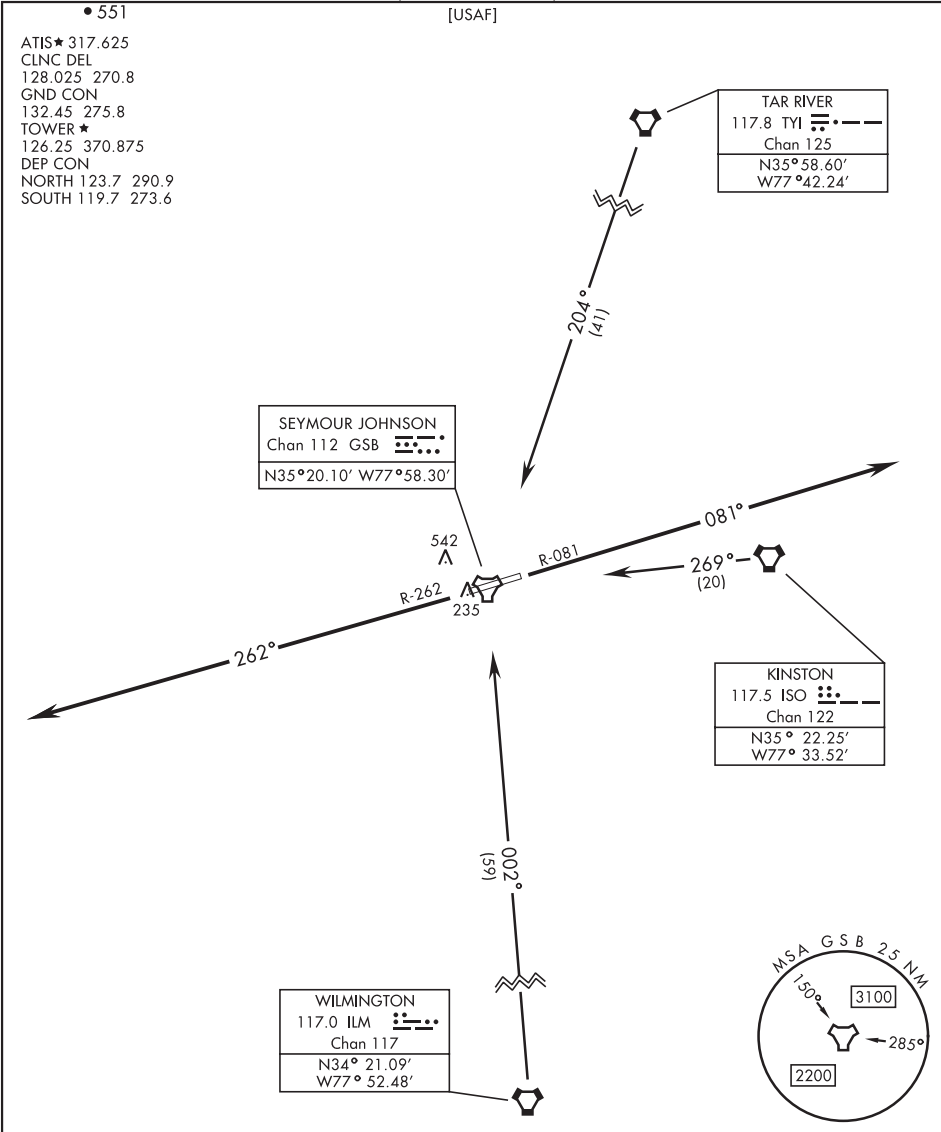 551
[USAF]
ATIS★ 317.625
CLNC DEL
128.025 270.8
GND CON
132.45 275.8
TOWER ★
126.25 370.875
DEP CON
NORTH 123.7 290.9
SOUTH 119.7 273.6
TAR RIVER
117.8 TYI
Chan 125
N35°58.60'
W77°42.24'
204°
(41)
SEYMOUR JOHNSON
Chan 112 GSB
N35°20.10' W77°58.30'
081°
542
R-081
269°
(20)
R-262
235
262°
KINSTON
117.5 ISO
Chan 122
N35° 22.25'
W77° 33.52'
002°
(59)
WILMINGTON
117.0 ILM
Chan 117
N34° 21.09'
W77° 52.48'
MSA GSB 25 NM
150°
3100
285°
2200